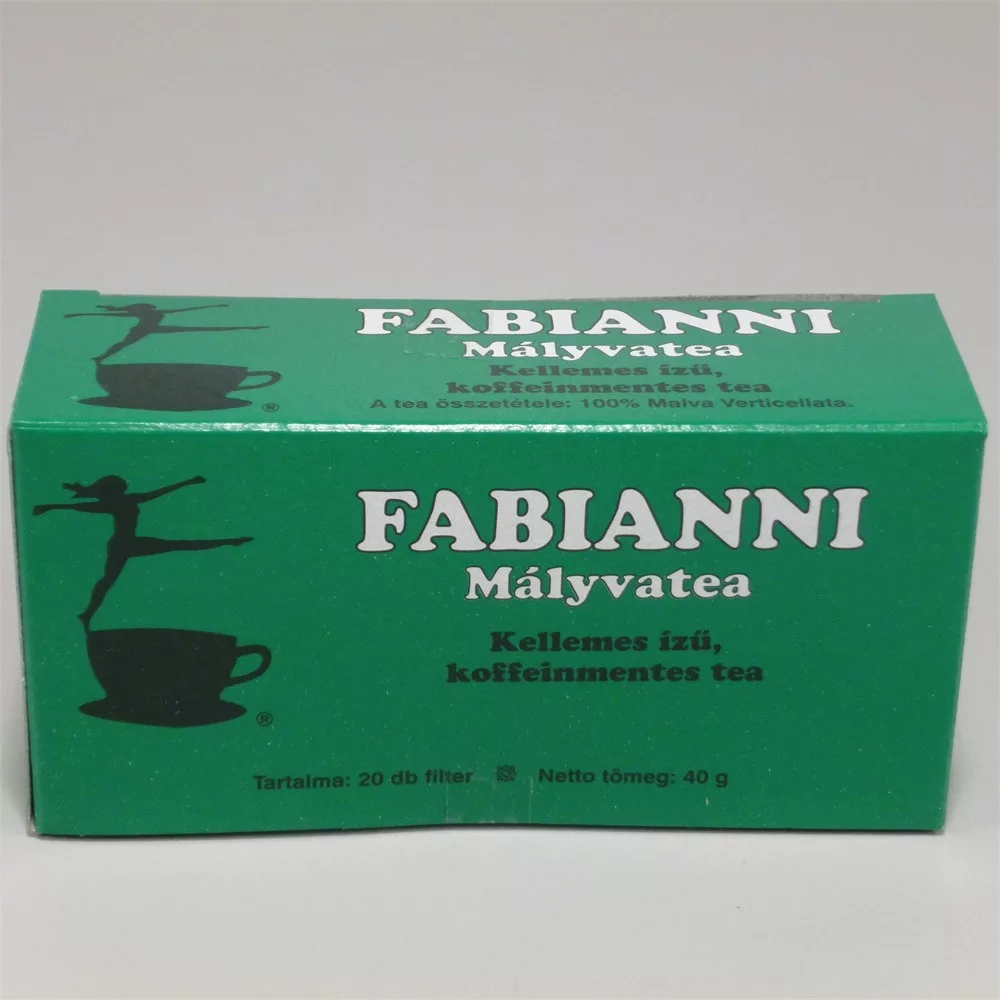 FABIANNI
Mályvatea
Kellemes ízű,
koffeinmentes tea
A tea összetétele: 100% Malva Verticellata.
®
FABIANNI
Mályvatea
Kellemes ízű,
koffeinmentes tea
®
Tartalma: 20 db filter Netto tömeg: 40 g